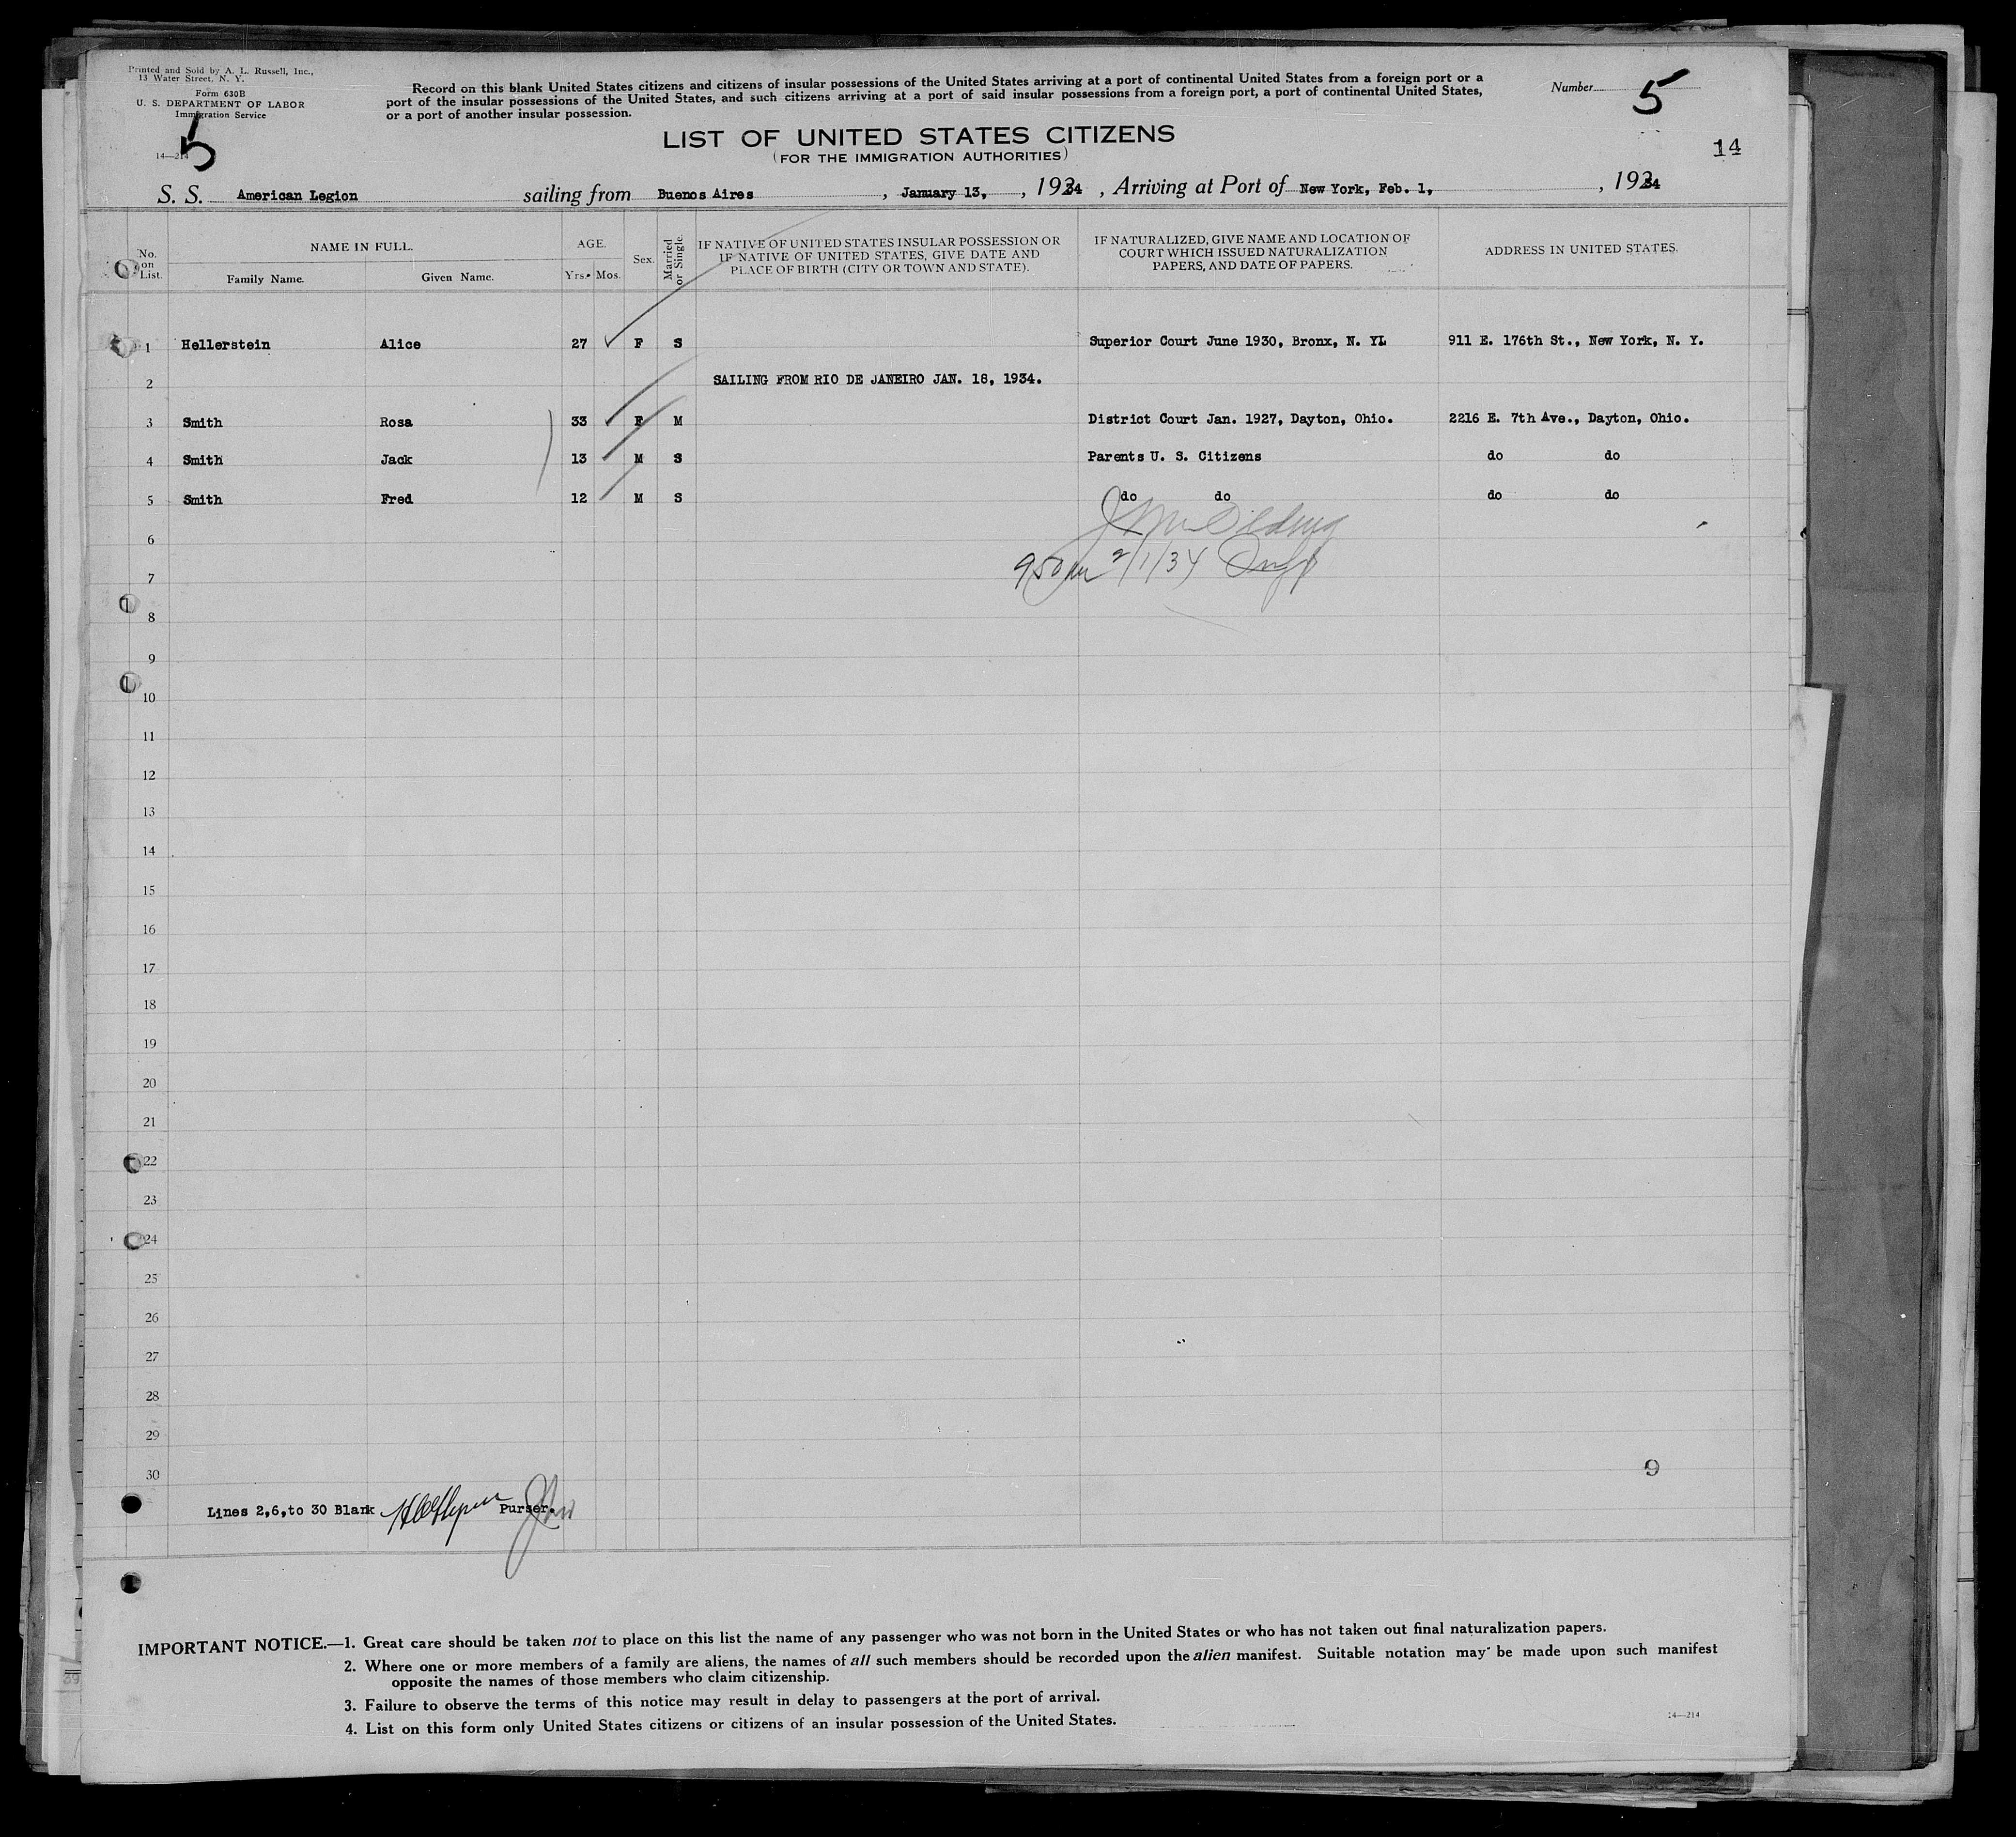 Printed and Sold by A. L. Russell, Inc.,
13 Water Street, N. Y.
Form 630B
U. S. DEPARTMENT OF LABOR
Immigration Service
14—214
5
Record on this blank United States citizens and citizens of insular possessions of the United States arriving at a port of continental United States from a foreign port or a
port of the insular possessions of the United States, and such citizens arriving at a port of said insular possessions from a foreign port, a port of continental United States,
or a port of another insular possession.
Number 5
LIST OF UNITED STATES CITIZENS
(FOR THE IMMIGRATION AUTHORITIES)
14
S. S. American Legion sailing from Buenos Aires , January 13, , 1934 , Arriving at Port of New York, Feb. 1, , 1934
No. on List.
NAME IN FULL.
Family Name. Given Name.
AGE.
Yrs. Mos.
Sex.
Married or Single.
IF NATIVE OF UNITED STATES INSULAR POSSESSION OR
IF NATIVE OF UNITED STATES, GIVE DATE AND
PLACE OF BIRTH (CITY OR TOWN AND STATE).
IF NATURALIZED, GIVE NAME AND LOCATION OF
COURT WHICH ISSUED NATURALIZATION
PAPERS, AND DATE OF PAPERS.
ADDRESS IN UNITED STATES.
1 Hellerstein Alice 27 F S Superior Court June 1930, Bronx, N. YL 911 E. 176th St., New York, N. Y.
2 SAILING FROM RIO DE JANEIRO JAN. 18, 1934.
3 Smith Rosa 33 F M District Court Jan. 1927, Dayton, Ohio. 2216 E. 7th Ave., Dayton, Ohio.
4 Smith Jack 13 M S Parents U. S. Citizens do do
5 Smith Fred 12 M S do do do do
6
7 950 am 2/1/34 Insp
8
9
10
11
12
13
14
15
16
17
18
19
20
21
22
23
24
25
26
27
28
29
30
9
Lines 2,6,to 30 Blank Purser.
IMPORTANT NOTICE.—1. Great care should be taken not to place on this list the name of any passenger who was not born in the United States or who has not taken out final naturalization papers.
2. Where one or more members of a family are aliens, the names of all such members should be recorded upon the alien manifest. Suitable notation may be made upon such manifest
opposite the names of those members who claim citizenship.
3. Failure to observe the terms of this notice may result in delay to passengers at the port of arrival.
4. List on this form only United States citizens or citizens of an insular possession of the United States.
14—214